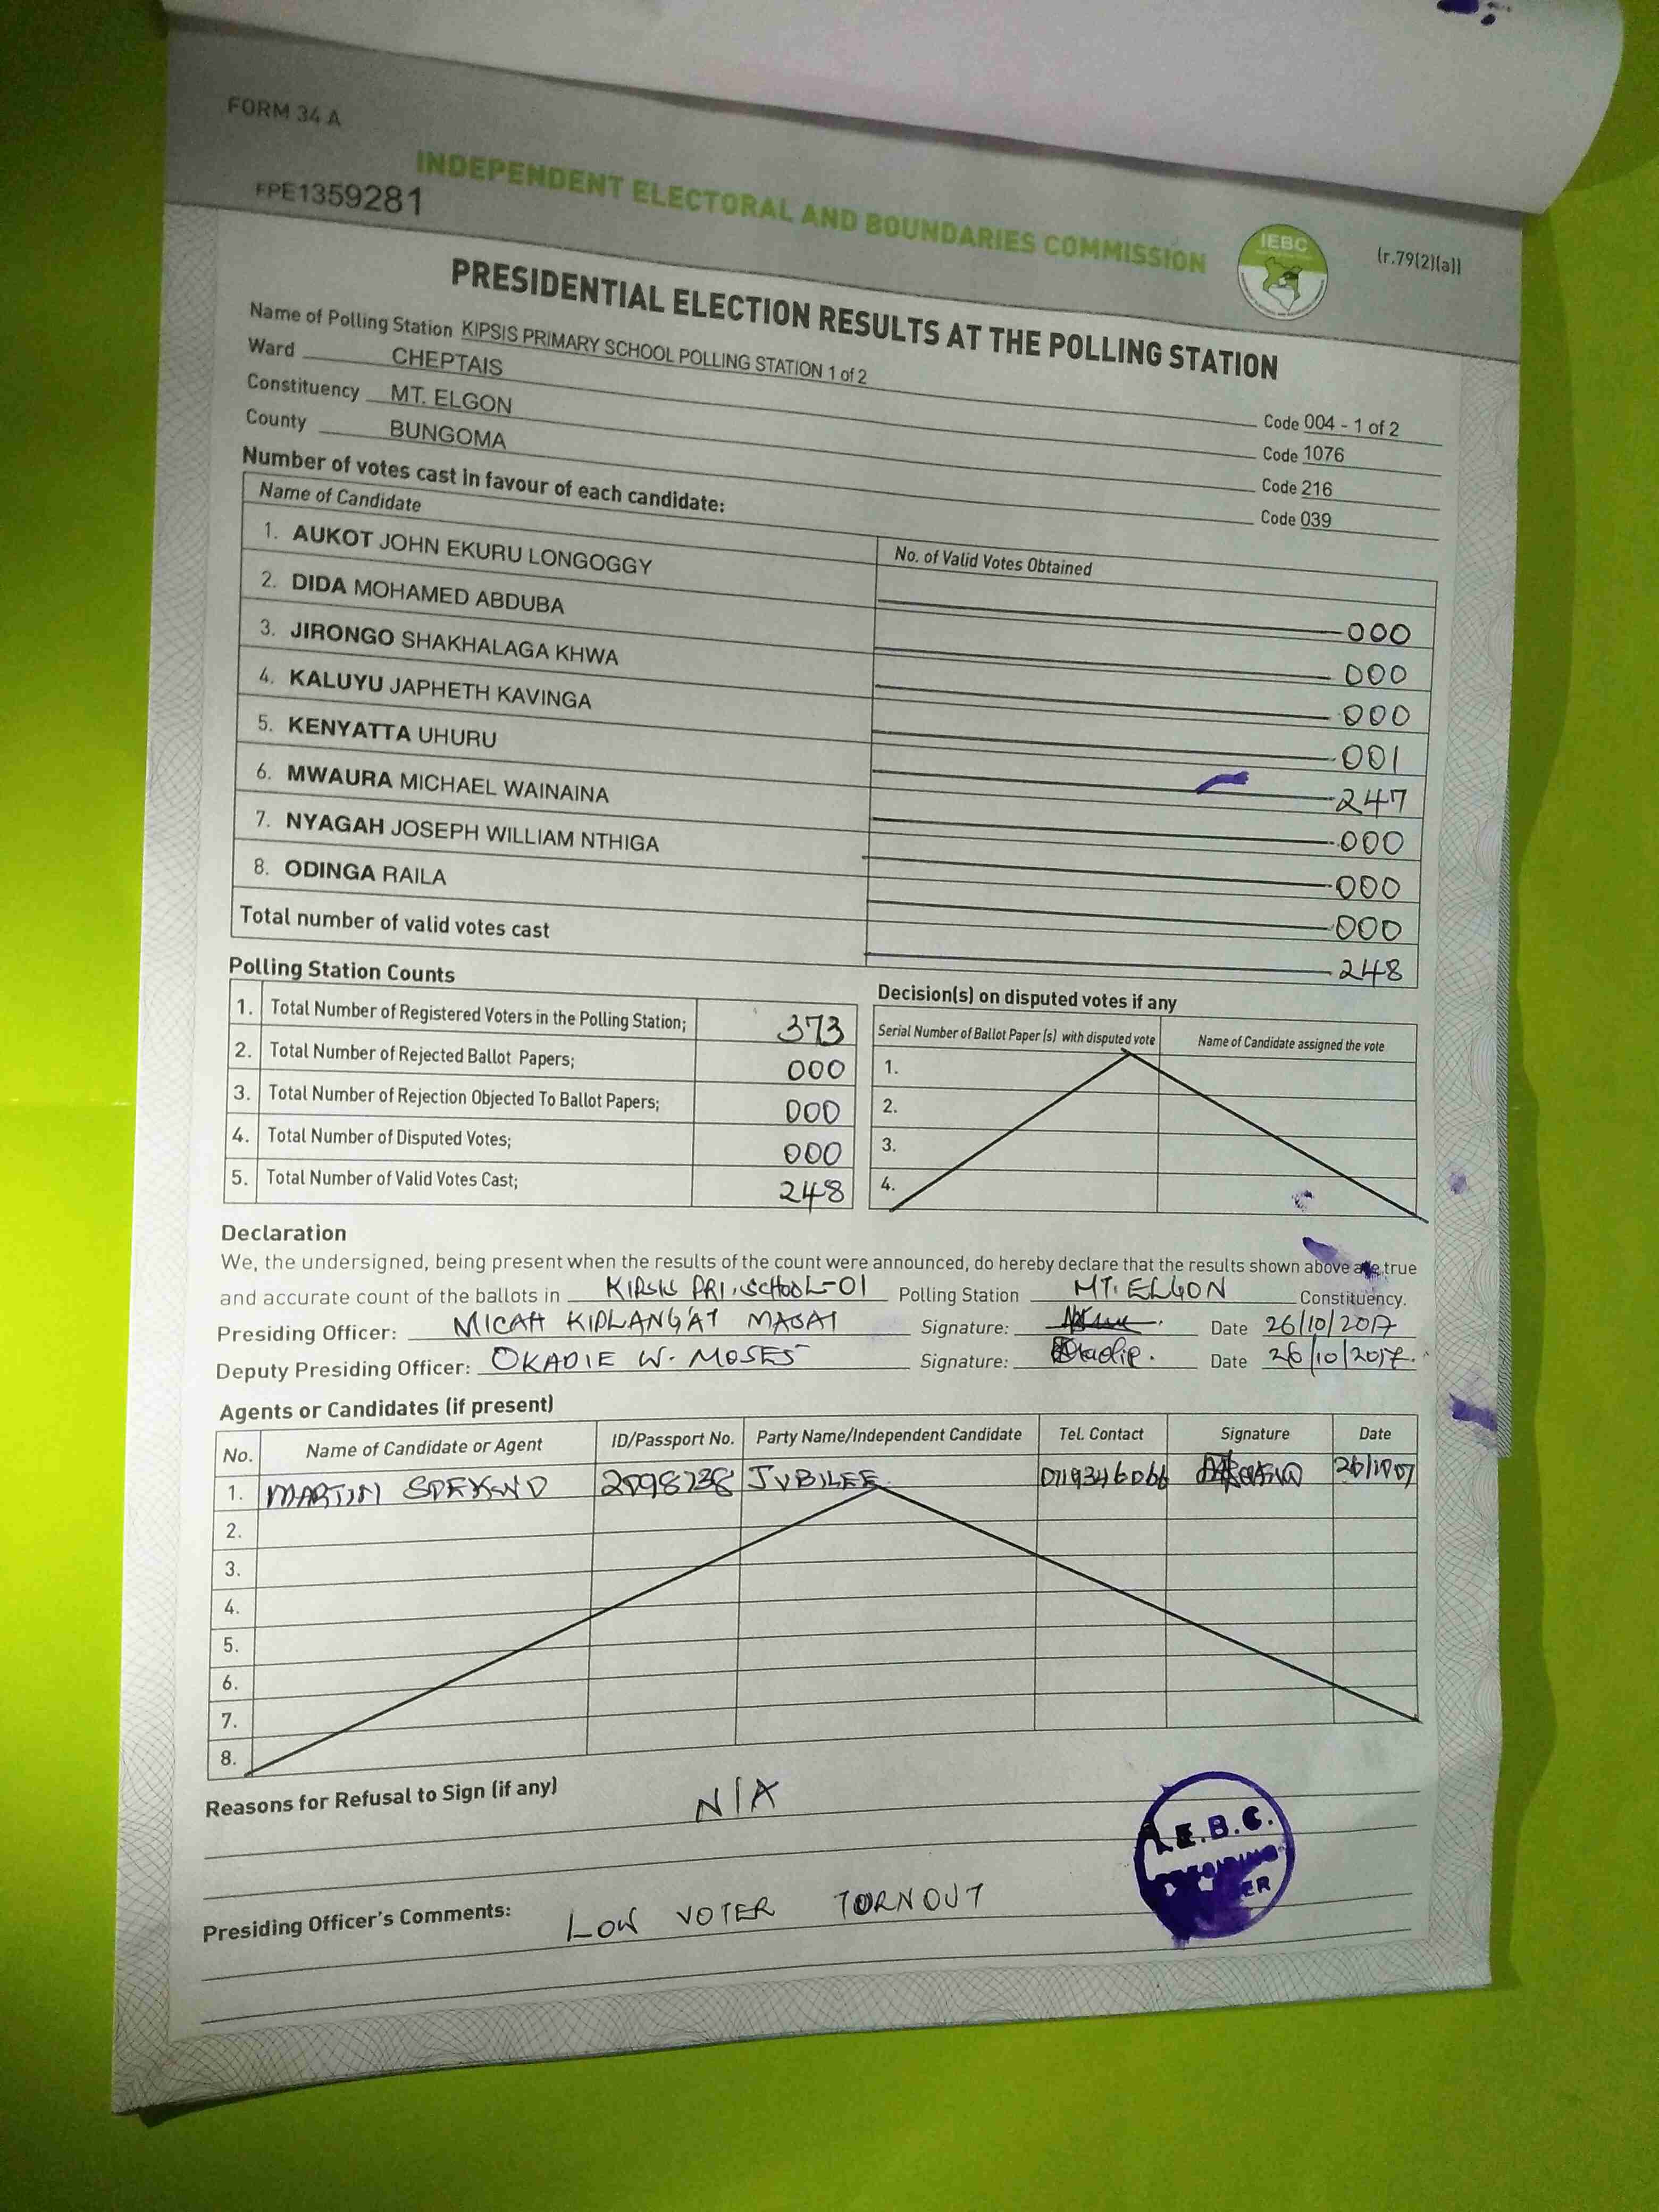 FORM 34 A
INDEPENDENT ELECTORAL AND BOUNDARIES COMMISSION
FPE1359281
IEBC
(r.79(2)(a))
PRESIDENTIAL ELECTION RESULTS AT THE POLLING STATION
Name of Polling Station KIPSIS PRIMARY SCHOOL POLLING STATION 1 of 2 Code 004 - 1 of 2
Ward CHEPTAIS Code 1076
Constituency MT. ELGON Code 216
County BUNGOMA Code 039
Number of votes cast in favour of each candidate:
Name of Candidate No. of Valid Votes Obtained
1. AUKOT JOHN EKURU LONGOGGY 000
2. DIDA MOHAMED ABDUBA 000
3. JIRONGO SHAKHALAGA KHWA 000
4. KALUYU JAPHETH KAVINGA 001
5. KENYATTA UHURU 247
6. MWAURA MICHAEL WAINAINA 000
7. NYAGAH JOSEPH WILLIAM NTHIGA 000
8. ODINGA RAILA 000
Total number of valid votes cast 248
Polling Station Counts
1. Total Number of Registered Voters in the Polling Station; 373
2. Total Number of Rejected Ballot Papers; 000
3. Total Number of Rejection Objected To Ballot Papers; 000
4. Total Number of Disputed Votes; 000
5. Total Number of Valid Votes Cast; 248
Decision(s) on disputed votes if any
Serial Number of Ballot Paper (s) with disputed vote Name of Candidate assigned the vote
1.
2.
3.
4.
Declaration
We, the undersigned, being present when the results of the count were announced, do hereby declare that the results shown above are true
and accurate count of the ballots in KIPSIS PRI. SCHOOL-01 Polling Station MT. ELGON Constituency.
Presiding Officer: MICAH KIPLANG'AT MASAI Signature: Date 26/10/2017
Deputy Presiding Officer: OKADIE W. MOSES Signature: Okadie. Date 26/10/2017.
Agents or Candidates (if present)
No. Name of Candidate or Agent ID/Passport No. Party Name/Independent Candidate Tel. Contact Signature Date
1. MARTIN JUBILEE
2.
3.
4.
5.
6.
7.
8.
Reasons for Refusal to Sign (if any) N/A
Presiding Officer's Comments: LOW VOTER TORNOUT
I.E.B.C.